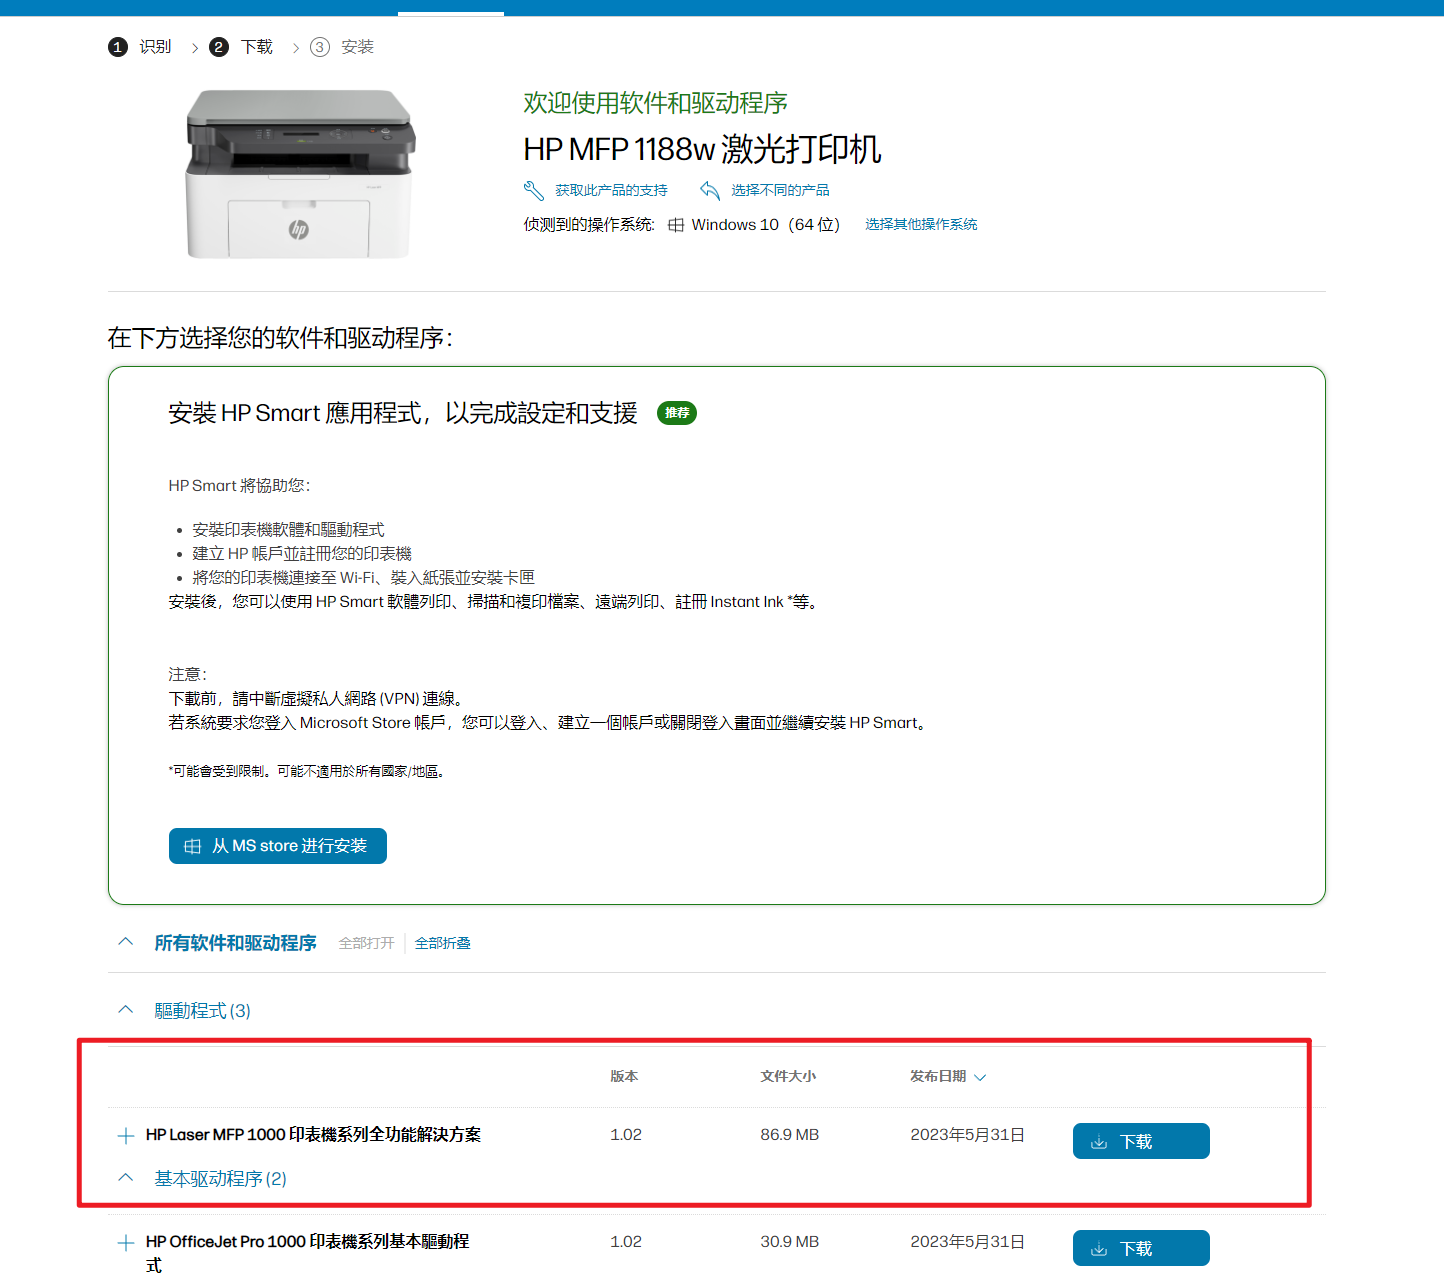 1 识别 > 2 下载 > 3 安装
欢迎使用软件和驱动程序
HP MFP 1188w 激光打印机
获取此产品的支持 选择不同的产品
侦测到的操作系统: Windows 10（64 位） 选择其他操作系统
hp
在下方选择您的软件和驱动程序：
安裝 HP Smart 應用程式，以完成設定和支援 推荐
HP Smart 將協助您：
• 安裝印表機軟體和驅動程式
• 建立 HP 帳戶並註冊您的印表機
• 將您的印表機連接至 Wi-Fi、裝入紙張並安裝卡匣
安裝後，您可以使用 HP Smart 軟體列印、掃描和複印檔案、遠端列印、註冊 Instant Ink *等。
注意：
下載前，請中斷虛擬私人網路 (VPN) 連線。
若系統要求您登入 Microsoft Store 帳戶，您可以登入、建立一個帳戶或關閉登入畫面並繼續安裝 HP Smart。
*可能會受到限制。可能不適用於所有國家/地區。
从 MS store 进行安装
所有软件和驱动程序 全部打开 全部折叠
驅動程式 (3)
版本 文件大小 发布日期
HP Laser MFP 1000 印表機系列全功能解決方案 1.02 86.9 MB 2023年5月31日 下载
基本驱动程序 (2)
HP OfficeJet Pro 1000 印表機系列基本驅動程 1.02 30.9 MB 2023年5月31日 下载
式